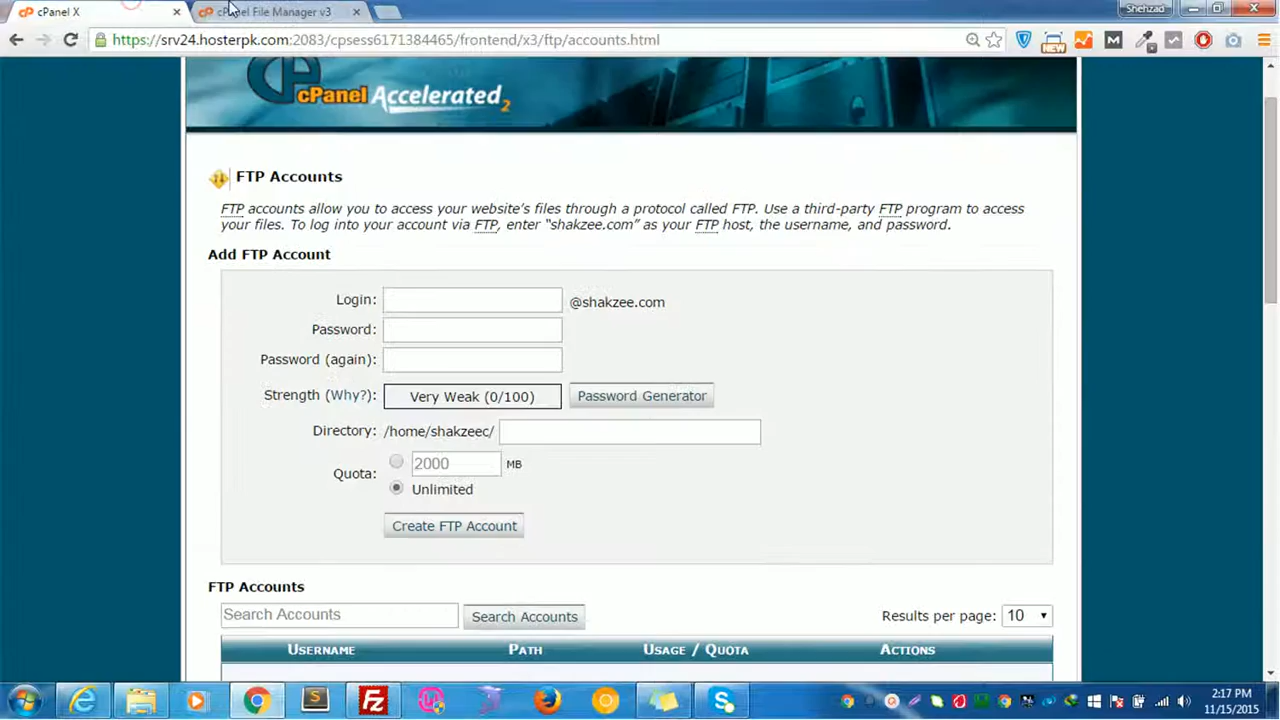 cPanel X
cPanel File Manager v3
Shehzad
https://srv24.hosterpk.com:2083/cpsess6171384465/frontend/x3/ftp/accounts.html
NEW
cPanel Accelerated2
FTP Accounts
FTP accounts allow you to access your website's files through a protocol called FTP. Use a third-party FTP program to access
your files. To log into your account via FTP, enter "shakzee.com" as your FTP host, the username, and password.
Add FTP Account
Login:
@shakzee.com
Password:
Password (again):
Strength (Why?):
Very Weak (0/100)
Password Generator
Directory:
/home/shakzeec/
Quota:
2000
MB
Unlimited
Create FTP Account
FTP Accounts
Search Accounts
Search Accounts
Results per page:
10
USERNAME
PATH
USAGE / QUOTA
ACTIONS
2:17 PM
11/15/2015